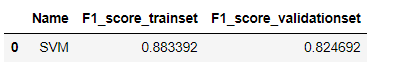 Name F1_score_trainset F1_score_validationset
0 SVM 0.883392 0.824692